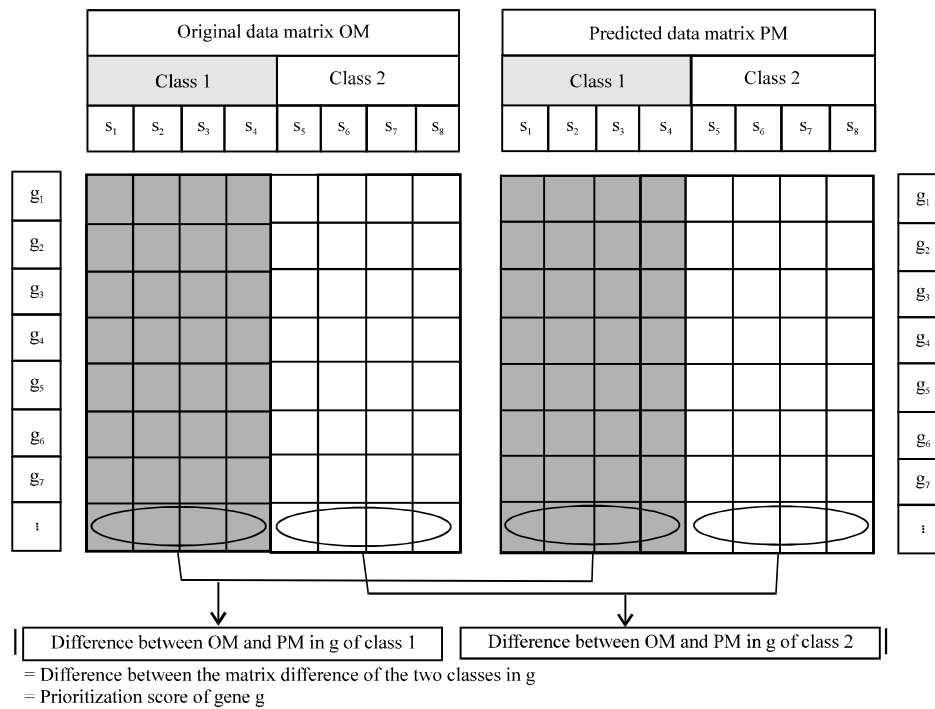 Original data matrix OM Predicted data matrix PM
Class 1 Class 2 Class 1 Class 2
S₁ S₂ S₃ S₄ S₅ S₆ S₇ S₈ S₁ S₂ S₃ S₄ S₅ S₆ S₇ S₈
g₁ g₁
g₂ g₂
g₃ g₃
g₄ g₄
g₅ g₅
g₆ g₆
g₇ g₇
... ...
| Difference between OM and PM in g of class 1 Difference between OM and PM in g of class 2 |
= Difference between the matrix difference of the two classes in g
= Prioritization score of gene g